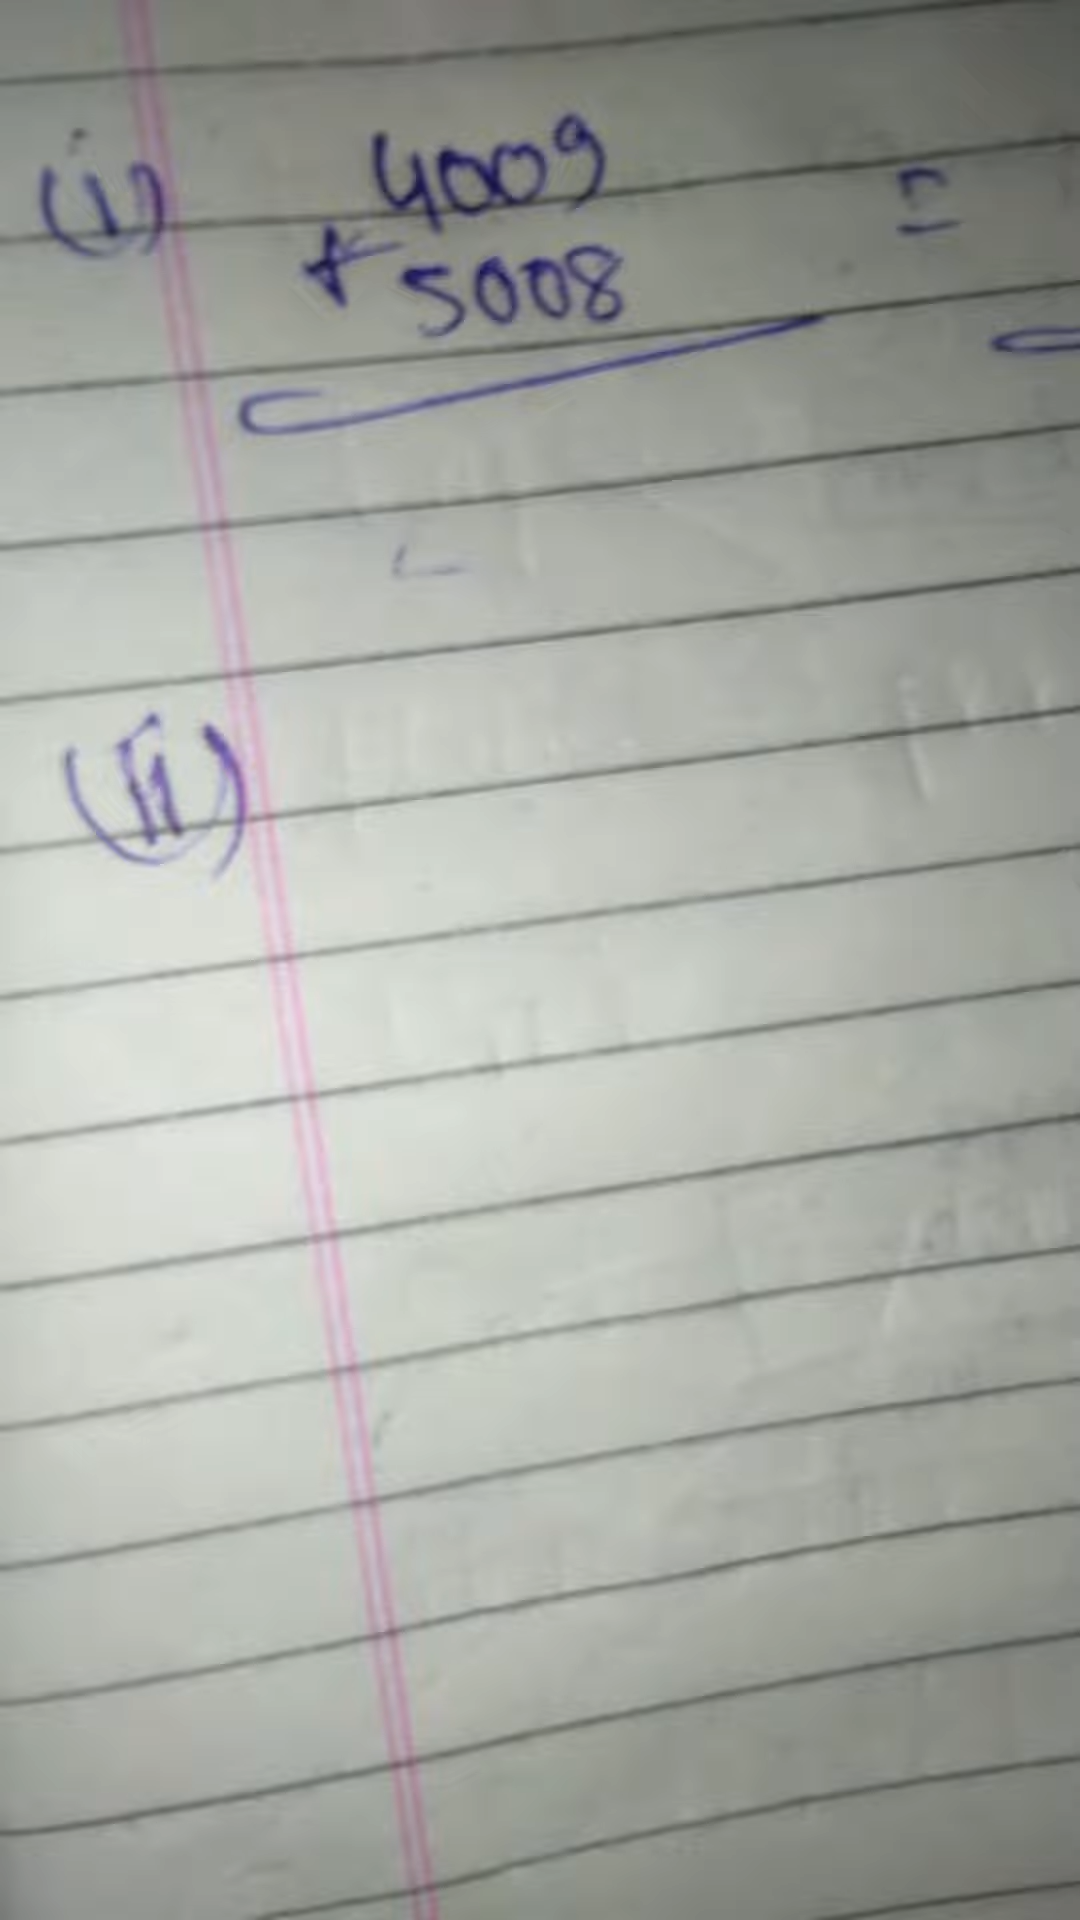 (i) 4009 =
+ 5008
(ii)